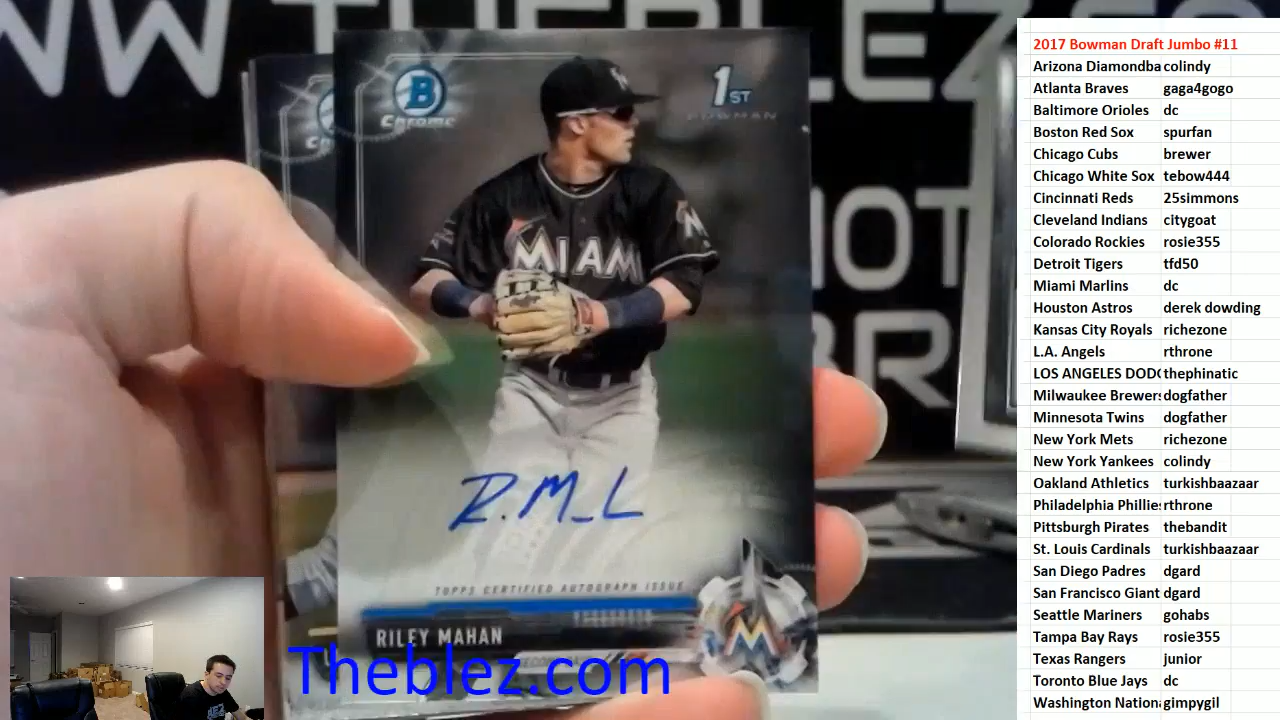 B
Chrome
1ST
BOWMAN
MIAMI
R. M_L
TOPPS CERTIFIED AUTOGRAPH ISSUE
RILEY MAHAN
Theblez.com
2017 Bowman Draft Jumbo #11
Arizona Diamondba colindy
Atlanta Braves gaga4gogo
Baltimore Orioles dc
Boston Red Sox spurfan
Chicago Cubs brewer
Chicago White Sox tebow444
Cincinnati Reds 25simmons
Cleveland Indians citygoat
Colorado Rockies rosie355
Detroit Tigers tfd50
Miami Marlins dc
Houston Astros derek dowding
Kansas City Royals richezone
L.A. Angels rthrone
LOS ANGELES DODG thephinatic
Milwaukee Brewers dogfather
Minnesota Twins dogfather
New York Mets richezone
New York Yankees colindy
Oakland Athletics turkishbaazaar
Philadelphia Phillies rthrone
Pittsburgh Pirates thebandit
St. Louis Cardinals turkishbaazaar
San Diego Padres dgard
San Francisco Giant dgard
Seattle Mariners gohabs
Tampa Bay Rays rosie355
Texas Rangers junior
Toronto Blue Jays dc
Washington Nationa gimpygil